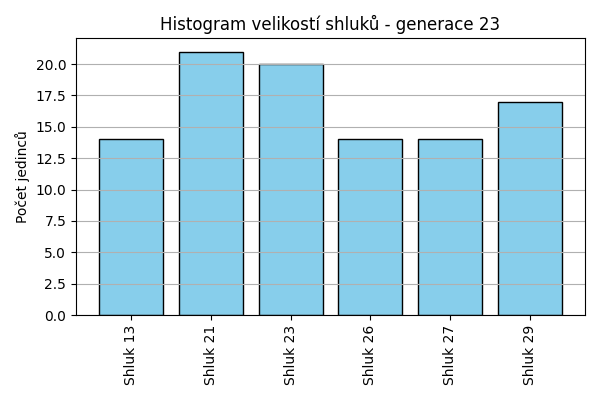 Histogram velikostí shluků - generace 23
Počet jedinců
20.0
17.5
15.0
12.5
10.0
7.5
5.0
2.5
0.0
Shluk 13
Shluk 21
Shluk 23
Shluk 26
Shluk 27
Shluk 29